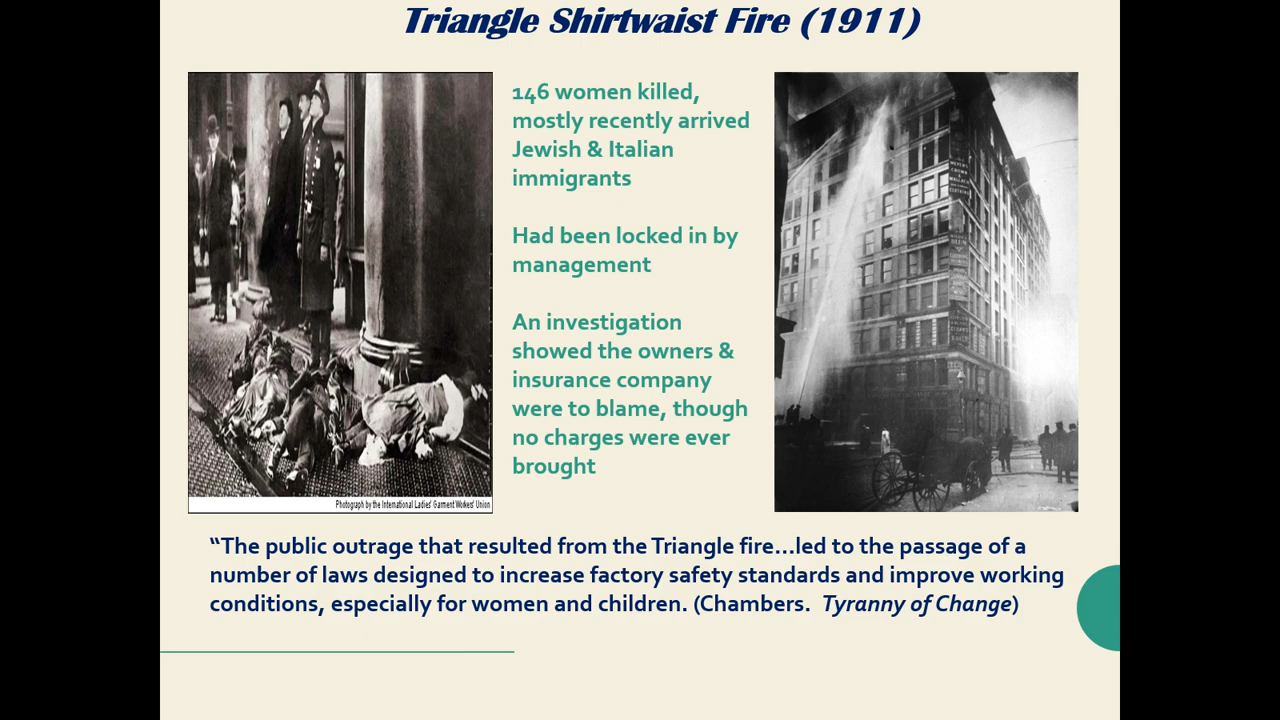 Triangle Shirtwaist Fire (1911)
146 women killed,
mostly recently arrived
Jewish & Italian
immigrants
Had been locked in by
management
An investigation
showed the owners &
insurance company
were to blame, though
no charges were ever
brought
Photograph by the International Ladies' Garment Workers' Union
“The public outrage that resulted from the Triangle fire...led to the passage of a
number of laws designed to increase factory safety standards and improve working
conditions, especially for women and children. (Chambers. Tyranny of Change)